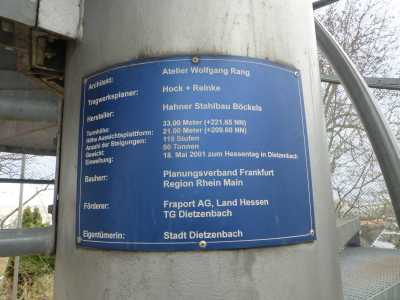 Architekt: Atelier Wolfgang Rang
Tragwerksplaner: Hock + Reinke
Hersteller: Hahner Stahlbau Böckels
Turmhöhe: 33.00 Meter (+221.65 NN)
Höhe Aussichtsplattform: 21.00 Meter (+209.60 NN)
Anzahl der Steigungen: 118 Stufen
Gewicht: 50 Tonnen
Einweihung: 18. Mai 2001 zum Hessentag in Dietzenbach
Bauherr: Planungsverband Frankfurt
Region Rhein Main
Förderer: Fraport AG, Land Hessen
TG Dietzenbach
Eigentümerin: Stadt Dietzenbach